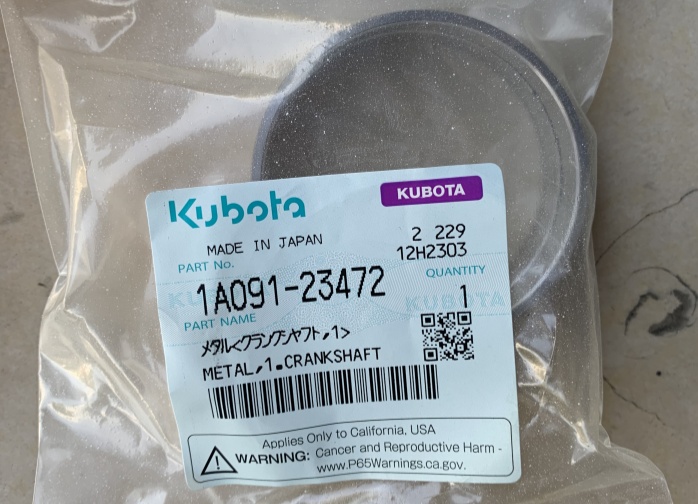 Kubota
KUBOTA
MADE IN JAPAN
2 229
12H2303
PART No.
QUANTITY
1A091-23472
1
KUBOTA
PART NAME
メタル<クランクシヤフト,1>
METAL,1.CRANKSHAFT
Applies Only to California, USA
WARNING: Cancer and Reproductive Harm -
www.P65Warnings.ca.gov.